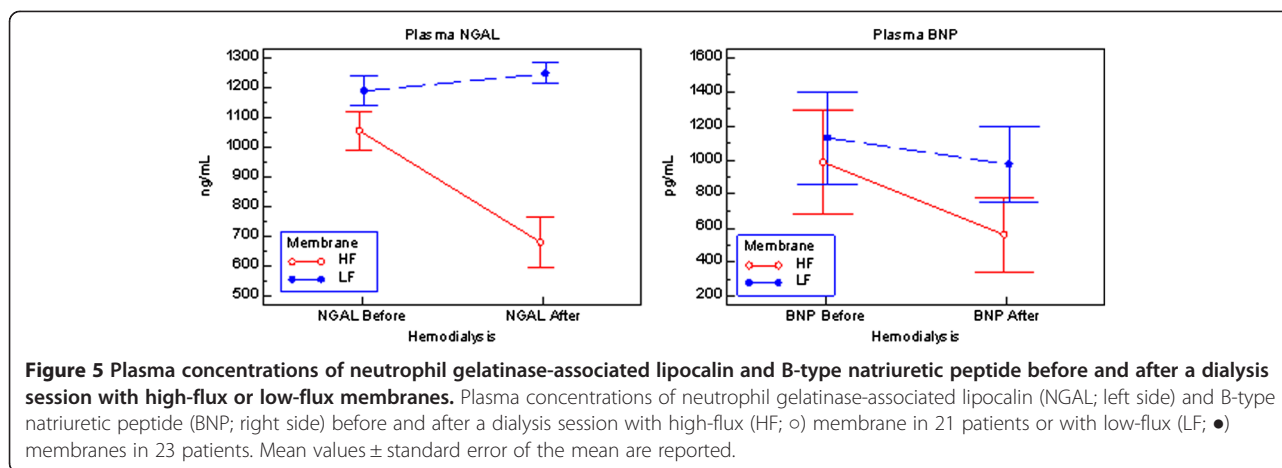 Plasma NGAL
1300
1200
1100
1000
900
800
700
600
500
ng/mL
Membrane
HF
LF
NGAL Before
NGAL After
Hemodialysis
Plasma BNP
1600
1400
1200
1000
800
600
400
200
pg/mL
Membrane
HF
LF
BNP Before
BNP After
Hemodialysis
Figure 5 Plasma concentrations of neutrophil gelatinase-associated lipocalin and B-type natriuretic peptide before and after a dialysis
session with high-flux or low-flux membranes. Plasma concentrations of neutrophil gelatinase-associated lipocalin (NGAL; left side) and B-type
natriuretic peptide (BNP; right side) before and after a dialysis session with high-flux (HF; ○) membrane in 21 patients or with low-flux (LF; ●)
membranes in 23 patients. Mean values ± standard error of the mean are reported.